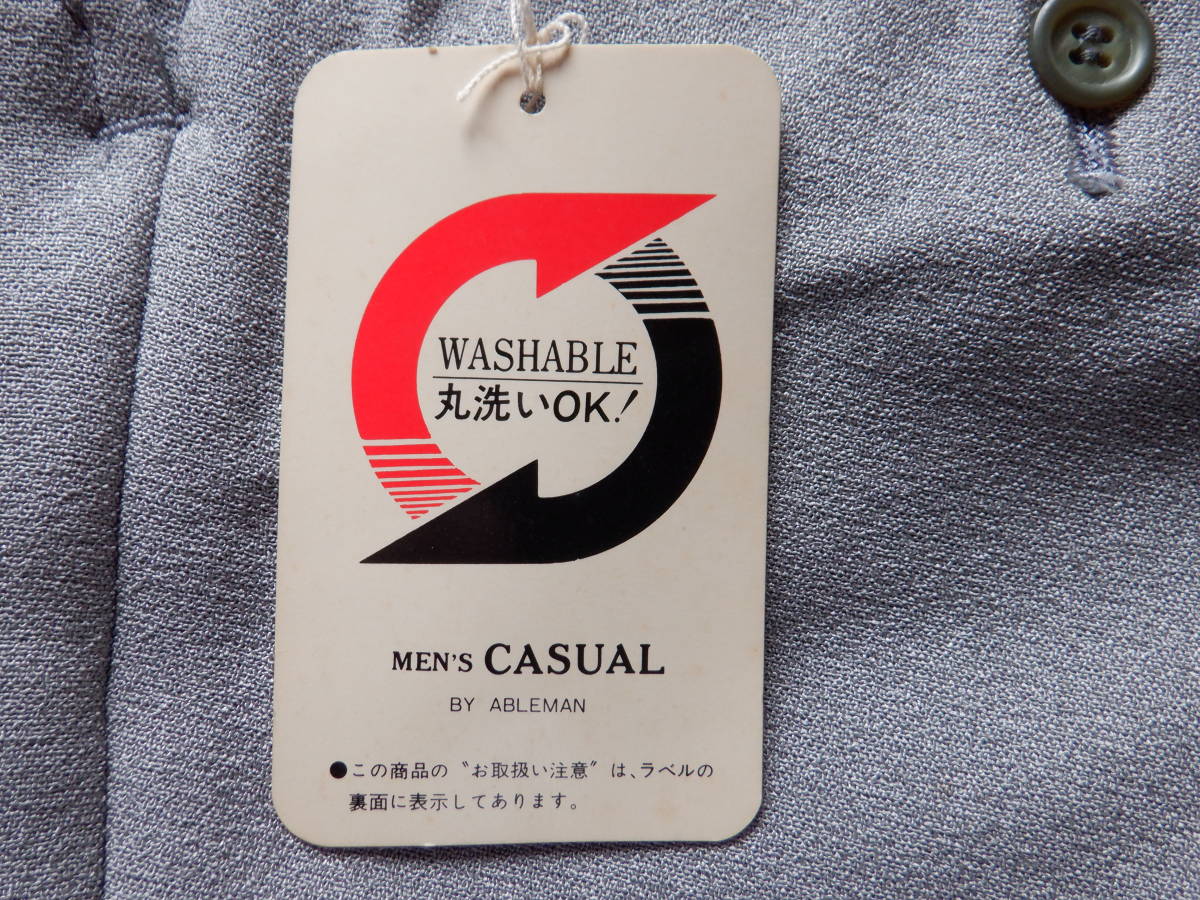 WASHABLE
丸洗いOK!
MEN'S CASUAL
BY ABLEMAN
●この商品の〝お取扱い注意〟は、ラベルの
裏面に表示してあります。